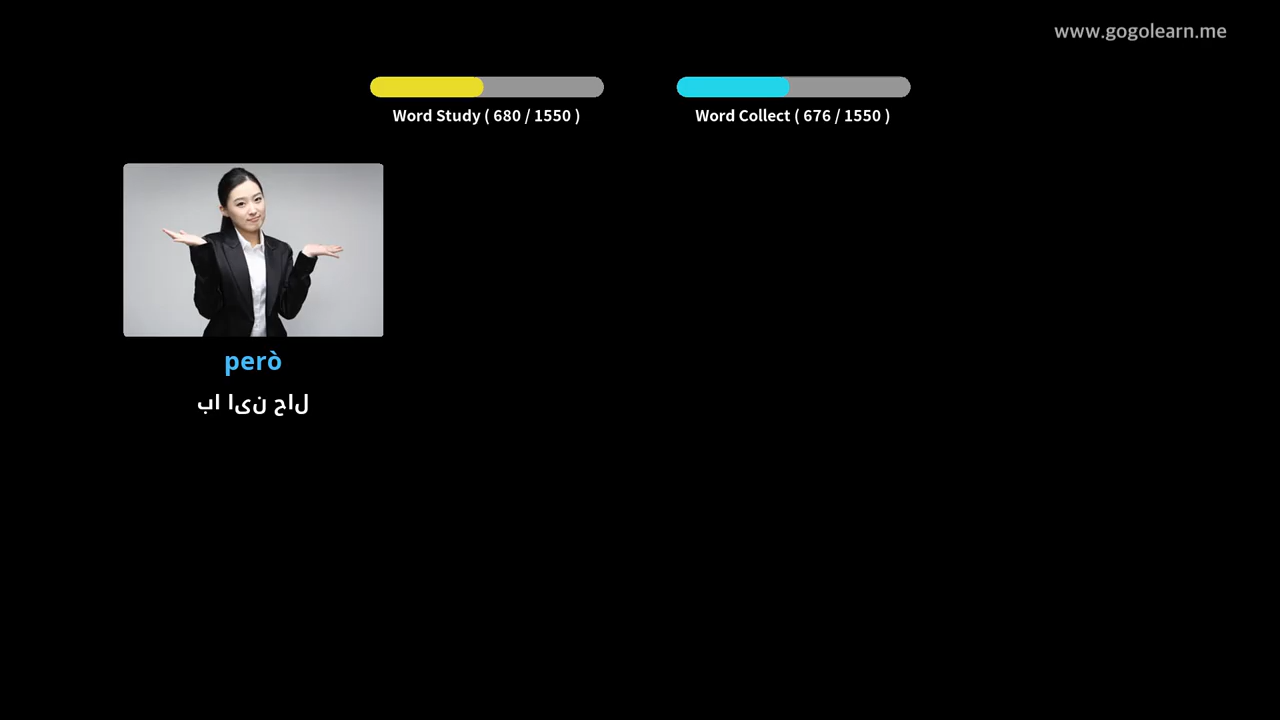 www.gogolearn.me
Word Study ( 680 / 1550 )
Word Collect ( 676 / 1550 )
però
با این حال